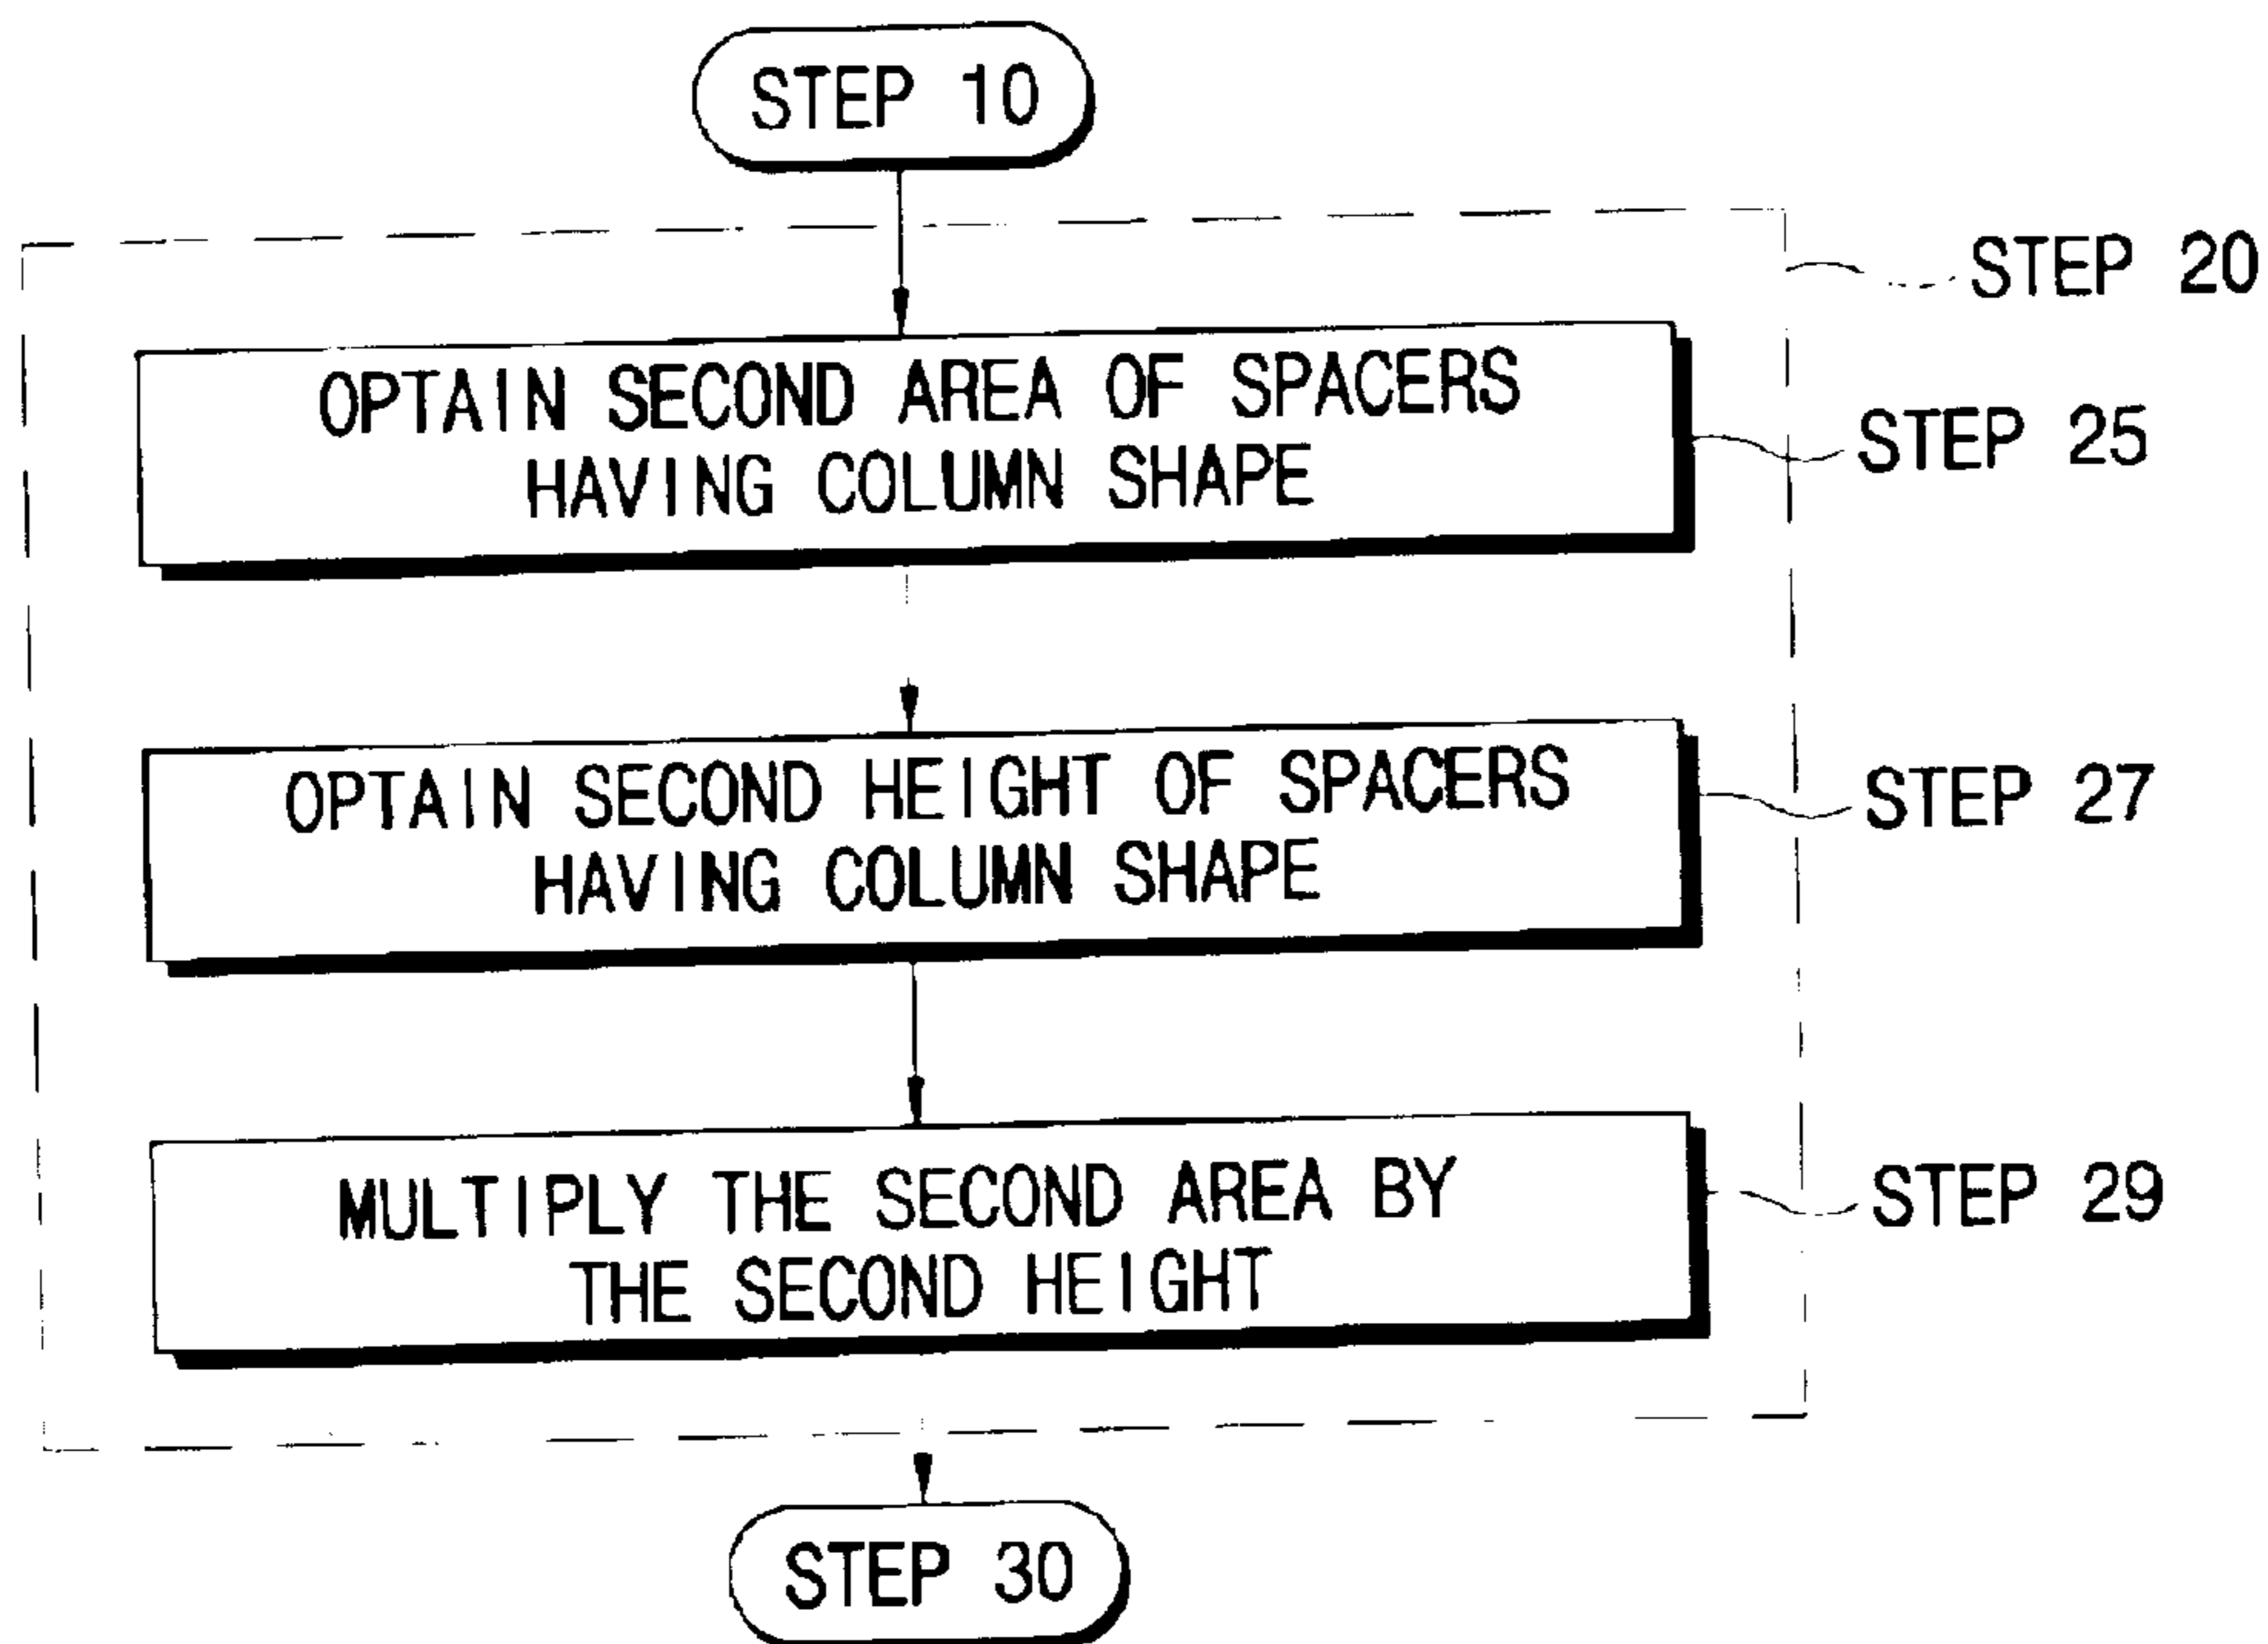 STEP 10
STEP 20
OPTAIN SECOND AREA OF SPACERS
HAVING COLUMN SHAPE
STEP 25
OPTAIN SECOND HEIGHT OF SPACERS
HAVING COLUMN SHAPE
STEP 27
MULTIPLY THE SECOND AREA BY
THE SECOND HEIGHT
STEP 29
STEP 30